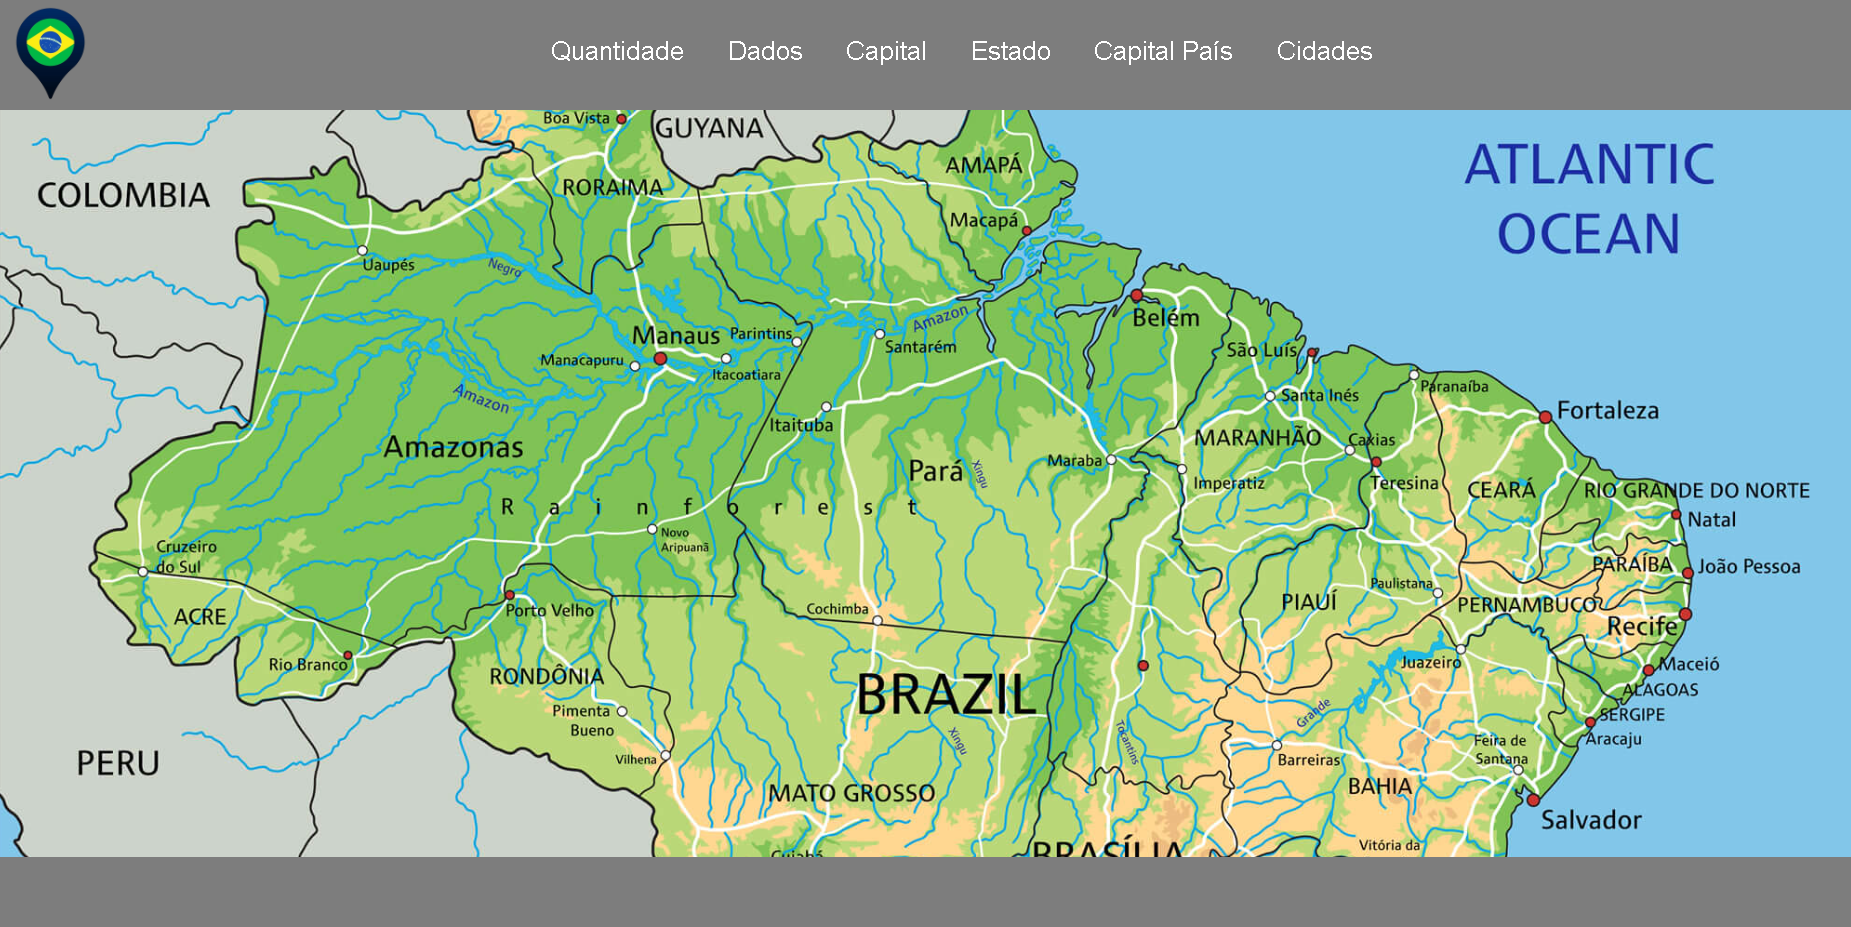 Quantidade Dados Capital Estado Capital País Cidades
Boa Vista
GUYANA
ATLANTIC
OCEAN
AMAPÁ
COLOMBIA
RORAIMA
Macapá
Uaupés
Negro
Belém
Amazon
Manaus
Parintins
Santarém
São Luís
Manacapuru
Itacoatiara
Amazon
Santa Inés
Paranaíba
Fortaleza
Itaituba
MARANHÃO
Caxias
Amazonas
Pará
Xingu
Maraba
Imperatiz
Teresina
CEARÁ
RIO GRANDE DO NORTE
Natal
Rainforest
Novo
Aripuanã
Cruzeiro
do Sul
PARAÍBA
João Pessoa
Paulistana
ACRE
Porto Velho
Cochimba
PIAUÍ
PERNAMBUCO
Recife
Rio Branco
RONDÔNIA
BRAZIL
Juazeiro
Maceió
ALAGOAS
Pimenta
Bueno
Grande
SERGIPE
Aracaju
Xingu
Tocantins
Feira de
Santana
PERU
Vilhena
Barreiras
MATO GROSSO
BAHIA
Salvador
Cuiabá
BRASÍLIA
Vitória da